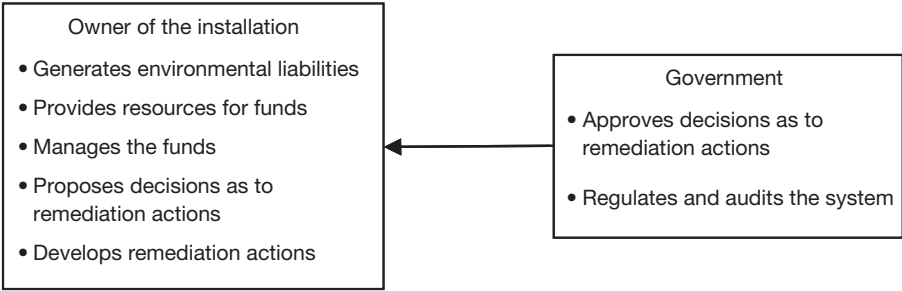 Owner of the installation
• Generates environmental liabilities
• Provides resources for funds
• Manages the funds
• Proposes decisions as to
remediation actions
• Develops remediation actions
Government
• Approves decisions as to
remediation actions
• Regulates and audits the system